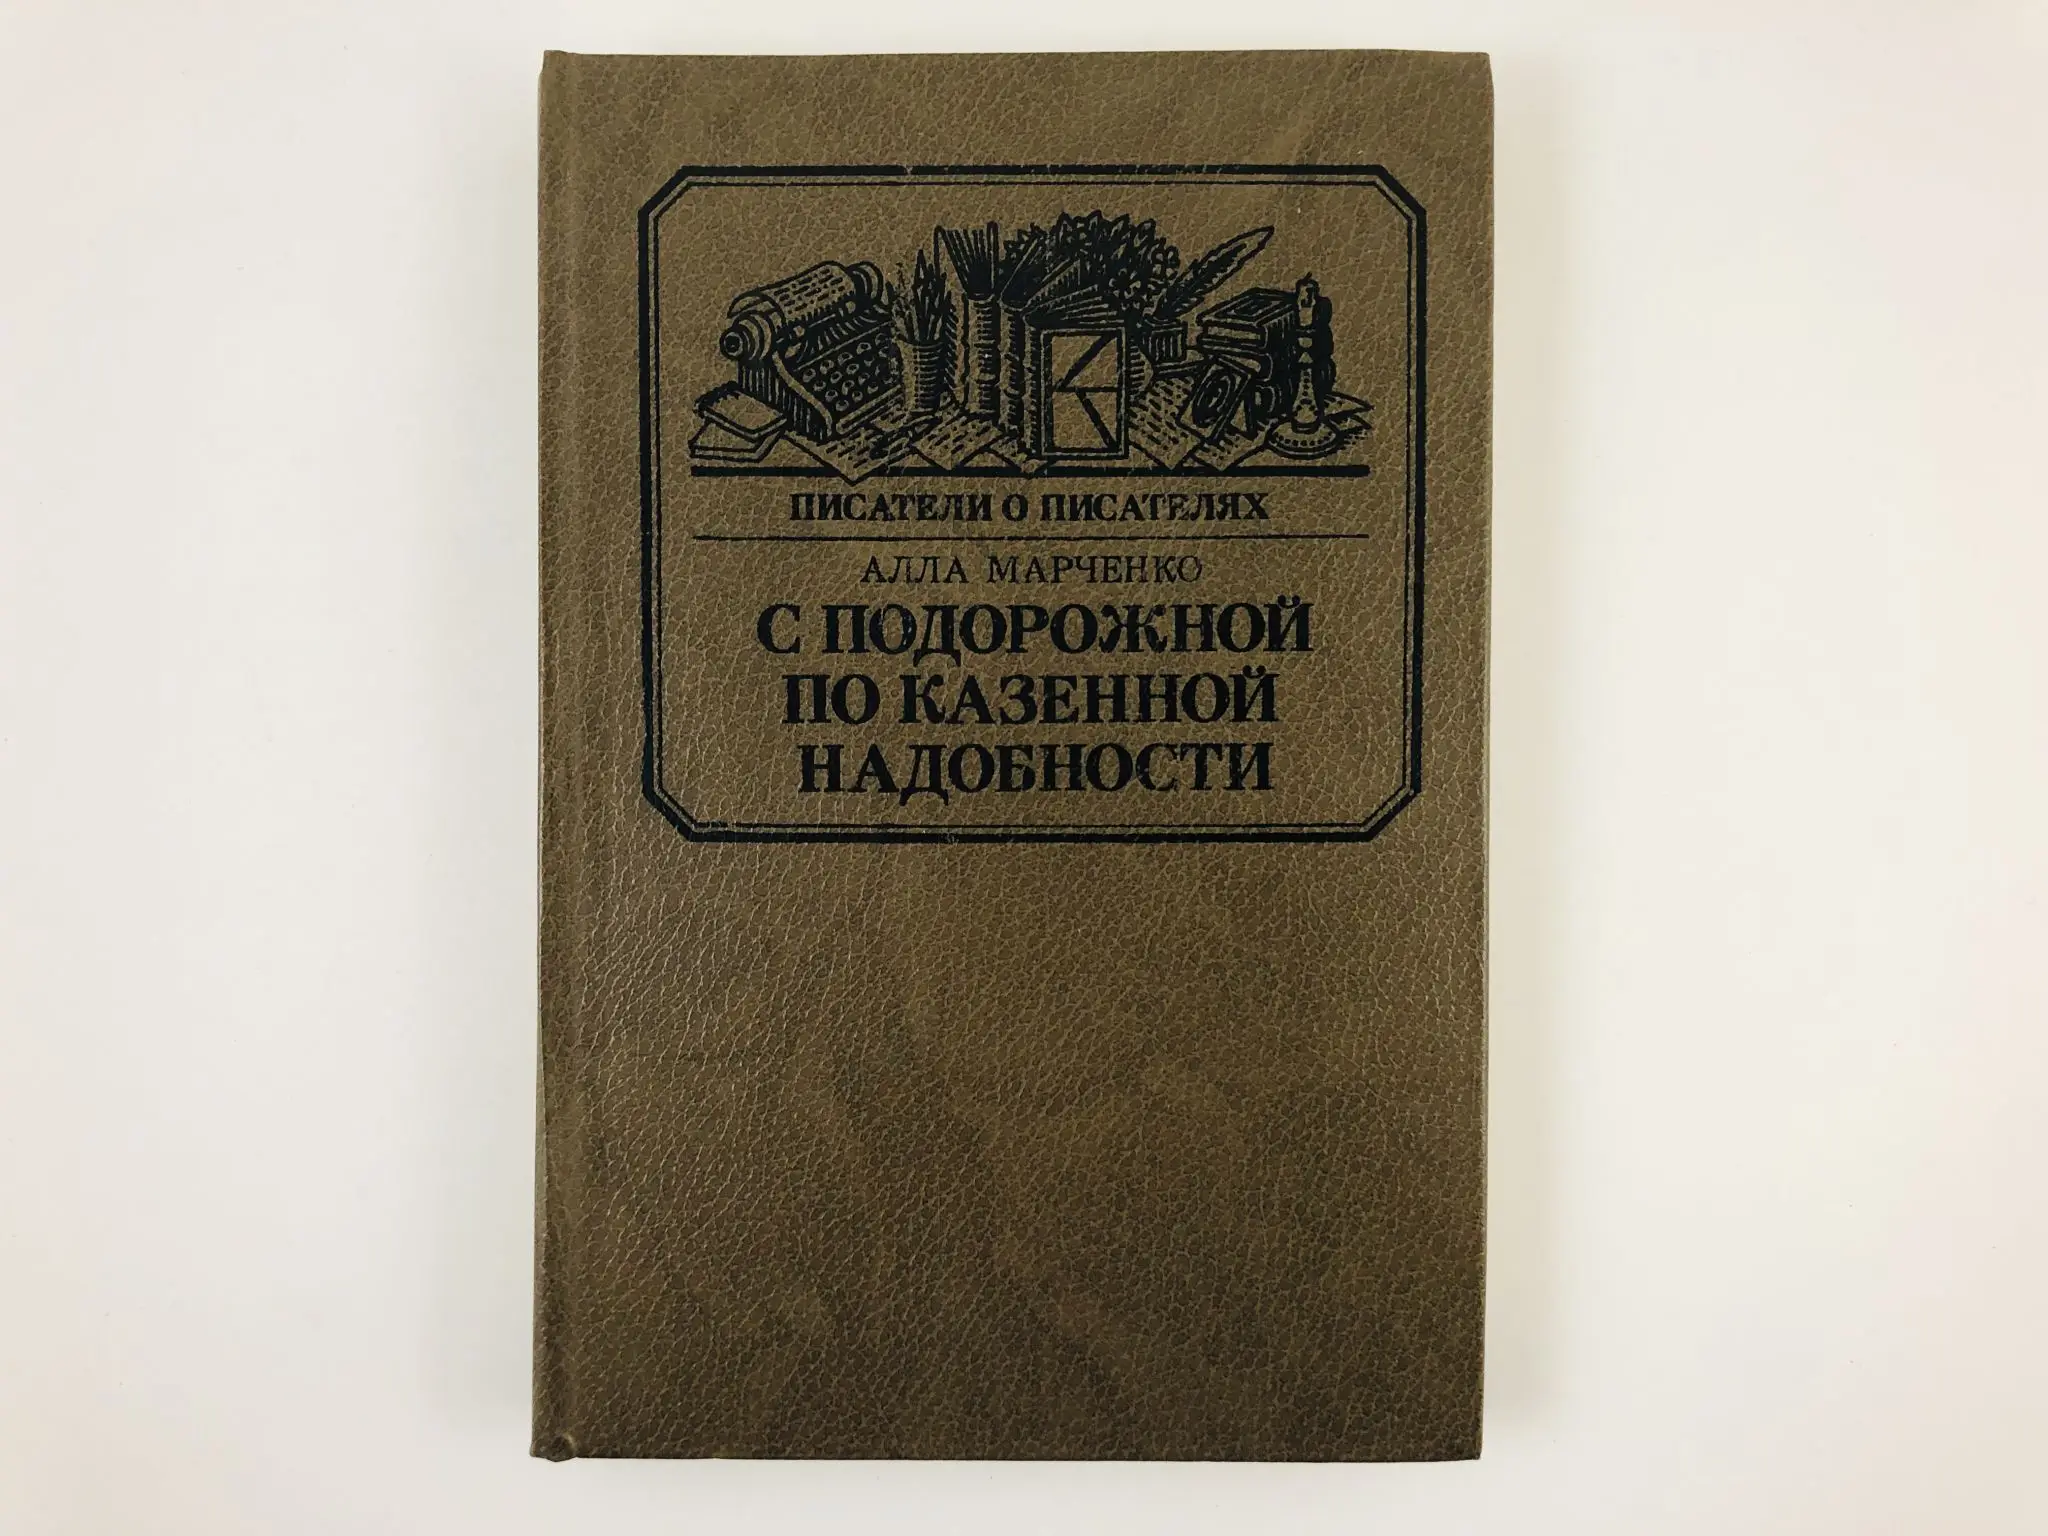 ПИСАТЕЛИ О ПИСАТЕЛЯХ
АЛЛА МАРЧЕНКО
С ПОДОРОЖНОЙ
ПО КАЗЕННОЙ
НАДОБНОСТИ